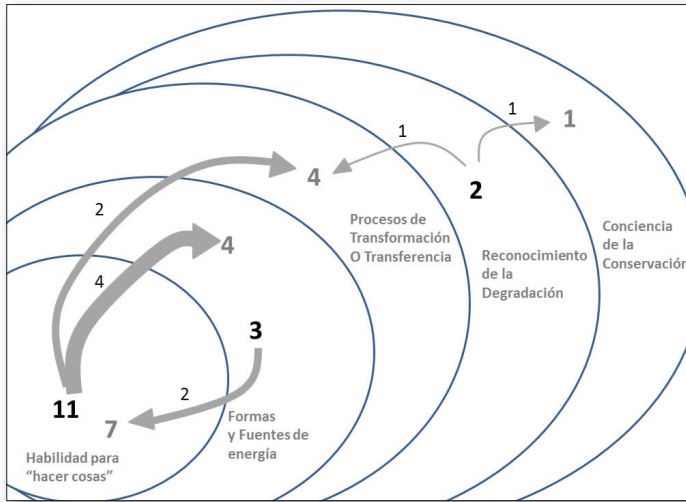 1
1
1
4
2
2
Procesos de
Transformación
O Transferencia
Conciencia
de la
Conservación
4
Reconocimiento
de la
Degradación
4
3
2
11
7
Formas
y Fuentes de
energía
Habilidad para
“hacer cosas”